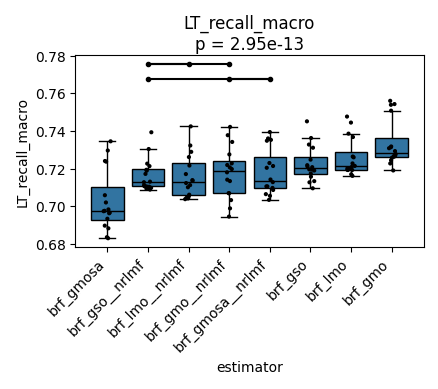 LT_recall_macro
p = 2.95e-13
LT_recall_macro
0.78
0.76
0.74
0.72
0.70
0.68
brf_gmosa
brf_gso__nrlmf
brf_lmo__nrlmf
brf_gmo__nrlmf
brf_gmosa__nrlmf
brf_gso
brf_lmo
brf_gmo
estimator